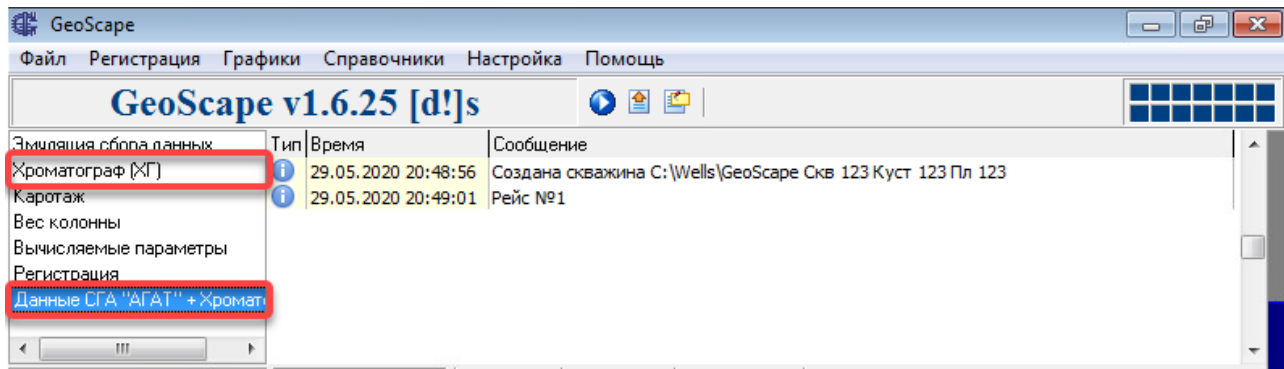 GeoScape
Файл Регистрация Графики Справочники Настройка Помощь
GeoScape v1.6.25 [d!]s
Эмуляция сбора данных Тип Время Сообщение
Хроматограф (ХГ) 29.05.2020 20:48:56 Создана скважина C:\Wells\GeoScape Скв 123 Куст 123 Пл 123
Каротаж 29.05.2020 20:49:01 Рейс №1
Вес колонны
Вычисляемые параметры
Регистрация
Данные СГА "АГАТ" + Хромато